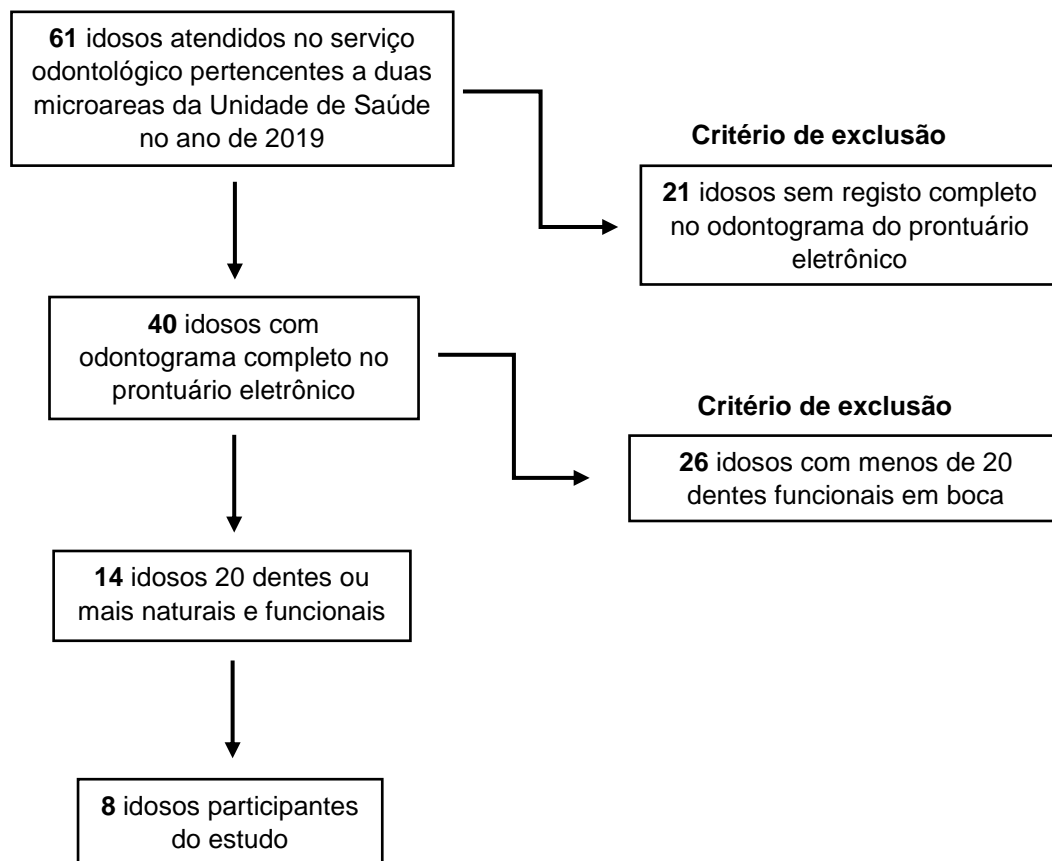 61 idosos atendidos no serviço
odontológico pertencentes a duas
microareas da Unidade de Saúde
no ano de 2019
Critério de exclusão
21 idosos sem registo completo
no odontograma do prontuário
eletrônico
40 idosos com
odontograma completo no
prontuário eletrônico
Critério de exclusão
26 idosos com menos de 20
dentes funcionais em boca
14 idosos 20 dentes ou
mais naturais e funcionais
8 idosos participantes
do estudo